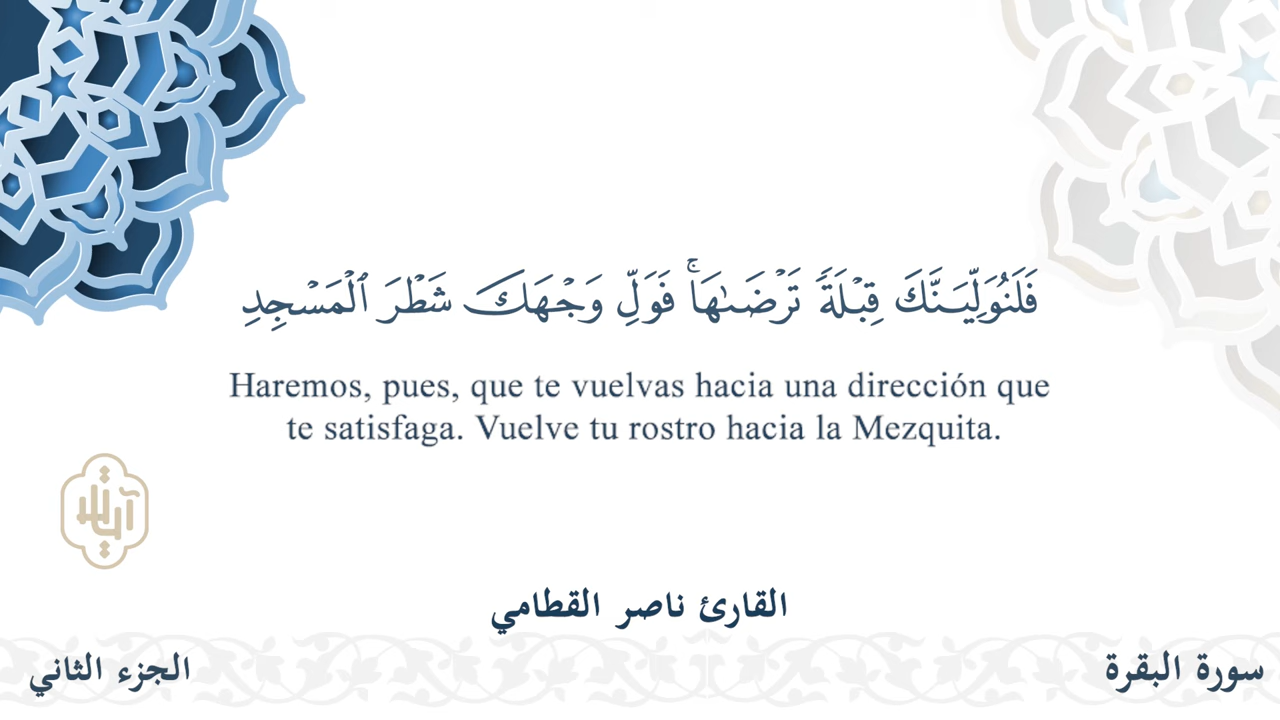 فَلَنُوَلِّيَنَّكَ قِبْلَةً تَرْضَىٰهَاۚ فَوَلِّ وَجْهَكَ شَطْرَ ٱلْمَسْجِدِ
Haremos, pues, que te vuelvas hacia una dirección que
te satisfaga. Vuelve tu rostro hacia la Mezquita.
القارئ ناصر القطامي
سورة البقرة
الجزء الثاني